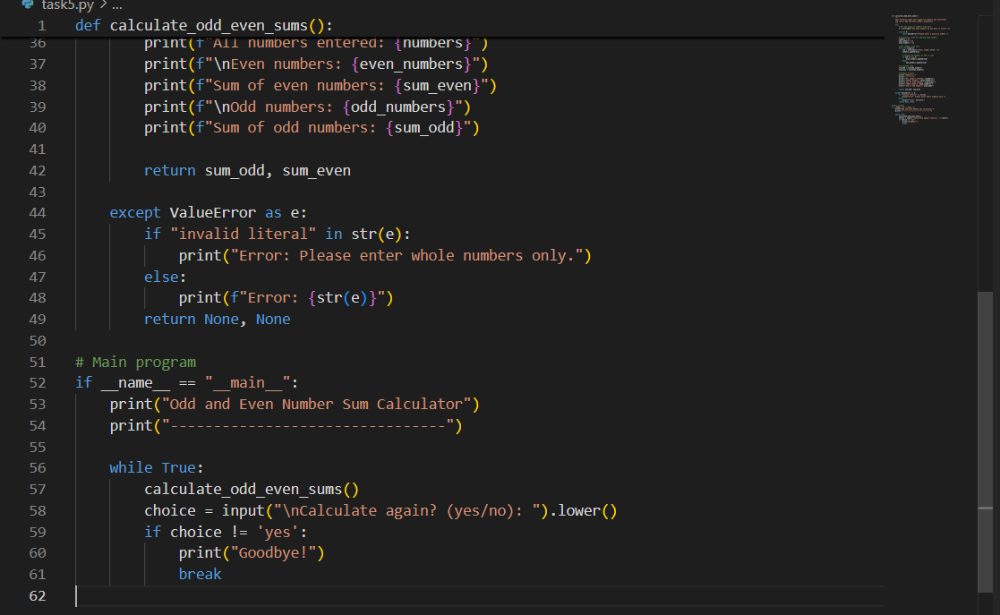 task5.py > ...
1 def calculate_odd_even_sums():
36         print(f"All numbers entered: {numbers}")
37         print(f"\nEven numbers: {even_numbers}")
38         print(f"Sum of even numbers: {sum_even}")
39         print(f"\nOdd numbers: {odd_numbers}")
40         print(f"Sum of odd numbers: {sum_odd}")
41
42         return sum_odd, sum_even
43
44     except ValueError as e:
45         if "invalid literal" in str(e):
46             print("Error: Please enter whole numbers only.")
47         else:
48             print(f"Error: {str(e)}")
49         return None, None
50
51 # Main program
52 if __name__ == "__main__":
53     print("Odd and Even Number Sum Calculator")
54     print("--------------------------------")
55
56     while True:
57         calculate_odd_even_sums()
58         choice = input("\nCalculate again? (yes/no): ").lower()
59         if choice != 'yes':
60             print("Goodbye!")
61             break
62